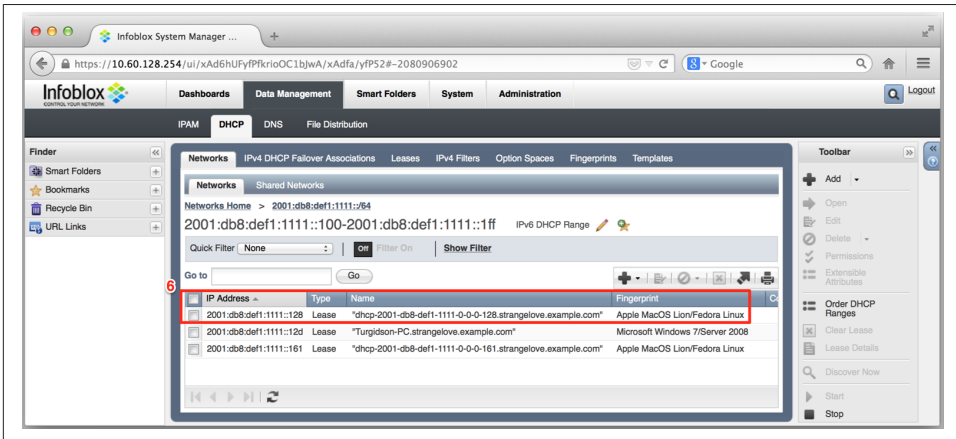 Infoblox System Manager ...
https://10.60.128.254/ui/xAd6hUFyfPfkrioOC1bJwA/xAdfa/yfP52#-2080906902
Google
Infoblox
CONTROL YOUR NETWORK
Dashboards Data Management Smart Folders System Administration
Logout
IPAM DHCP DNS File Distribution
Finder
Smart Folders
Bookmarks
Recycle Bin
URL Links
Networks IPv4 DHCP Failover Associations Leases IPv4 Filters Option Spaces Fingerprints Templates
Networks Shared Networks
Networks Home > 2001:db8:def1:1111::/64
2001:db8:def1:1111::100-2001:db8:def1:1111::1ff IPv6 DHCP Range
Quick Filter None Off Filter On Show Filter
Go to Go
6
IP Address Type Name Fingerprint
2001:db8:def1:1111::128 Lease "dhcp-2001-db8-def1-1111-0-0-0-128.strangelove.example.com" Apple MacOS Lion/Fedora Linux
2001:db8:def1:1111::12d Lease "Turgidson-PC.strangelove.example.com" Microsoft Windows 7/Server 2008
2001:db8:def1:1111::161 Lease "dhcp-2001-db8-def1-1111-0-0-0-161.strangelove.example.com" Apple MacOS Lion/Fedora Linux
Toolbar
Add
Open
Edit
Delete
Permissions
Extensible
Attributes
Order DHCP
Ranges
Clear Lease
Lease Details
Discover Now
Start
Stop